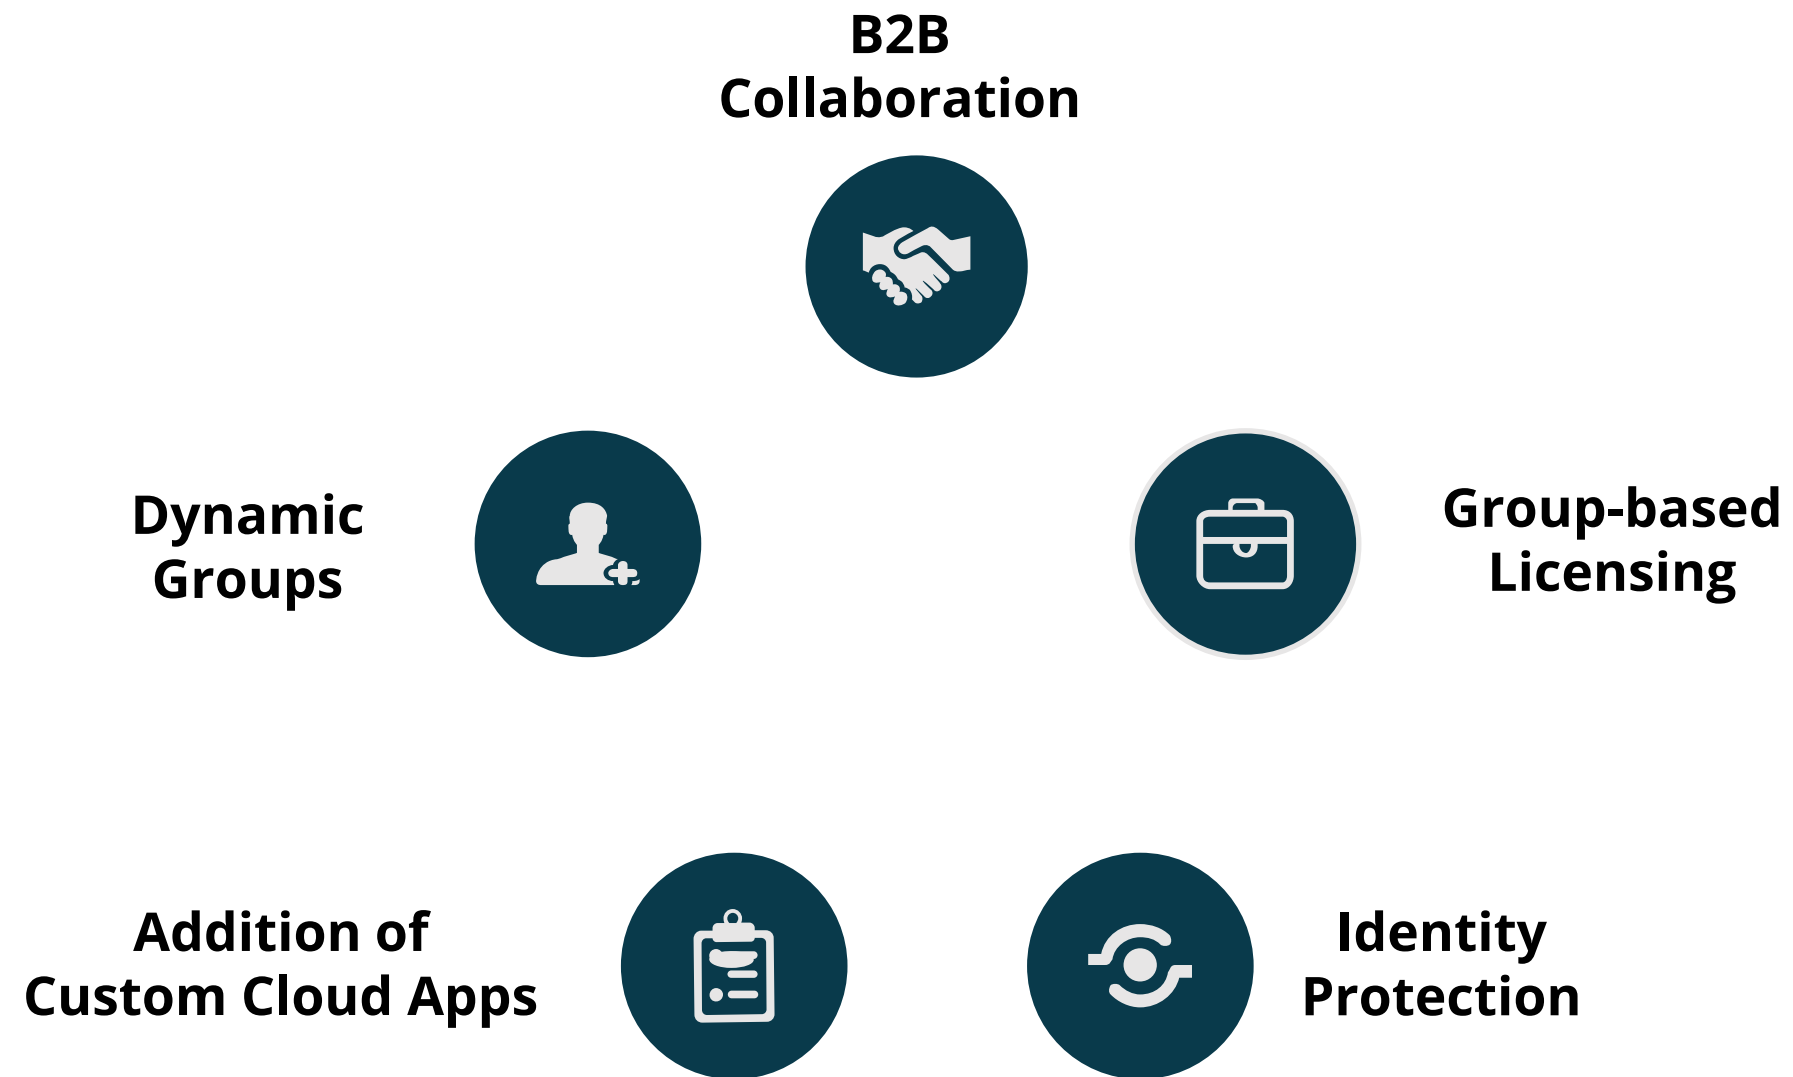 B2B
Collaboration
Dynamic
Groups
Group-based
Licensing
Addition of
Custom Cloud Apps
Identity
Protection